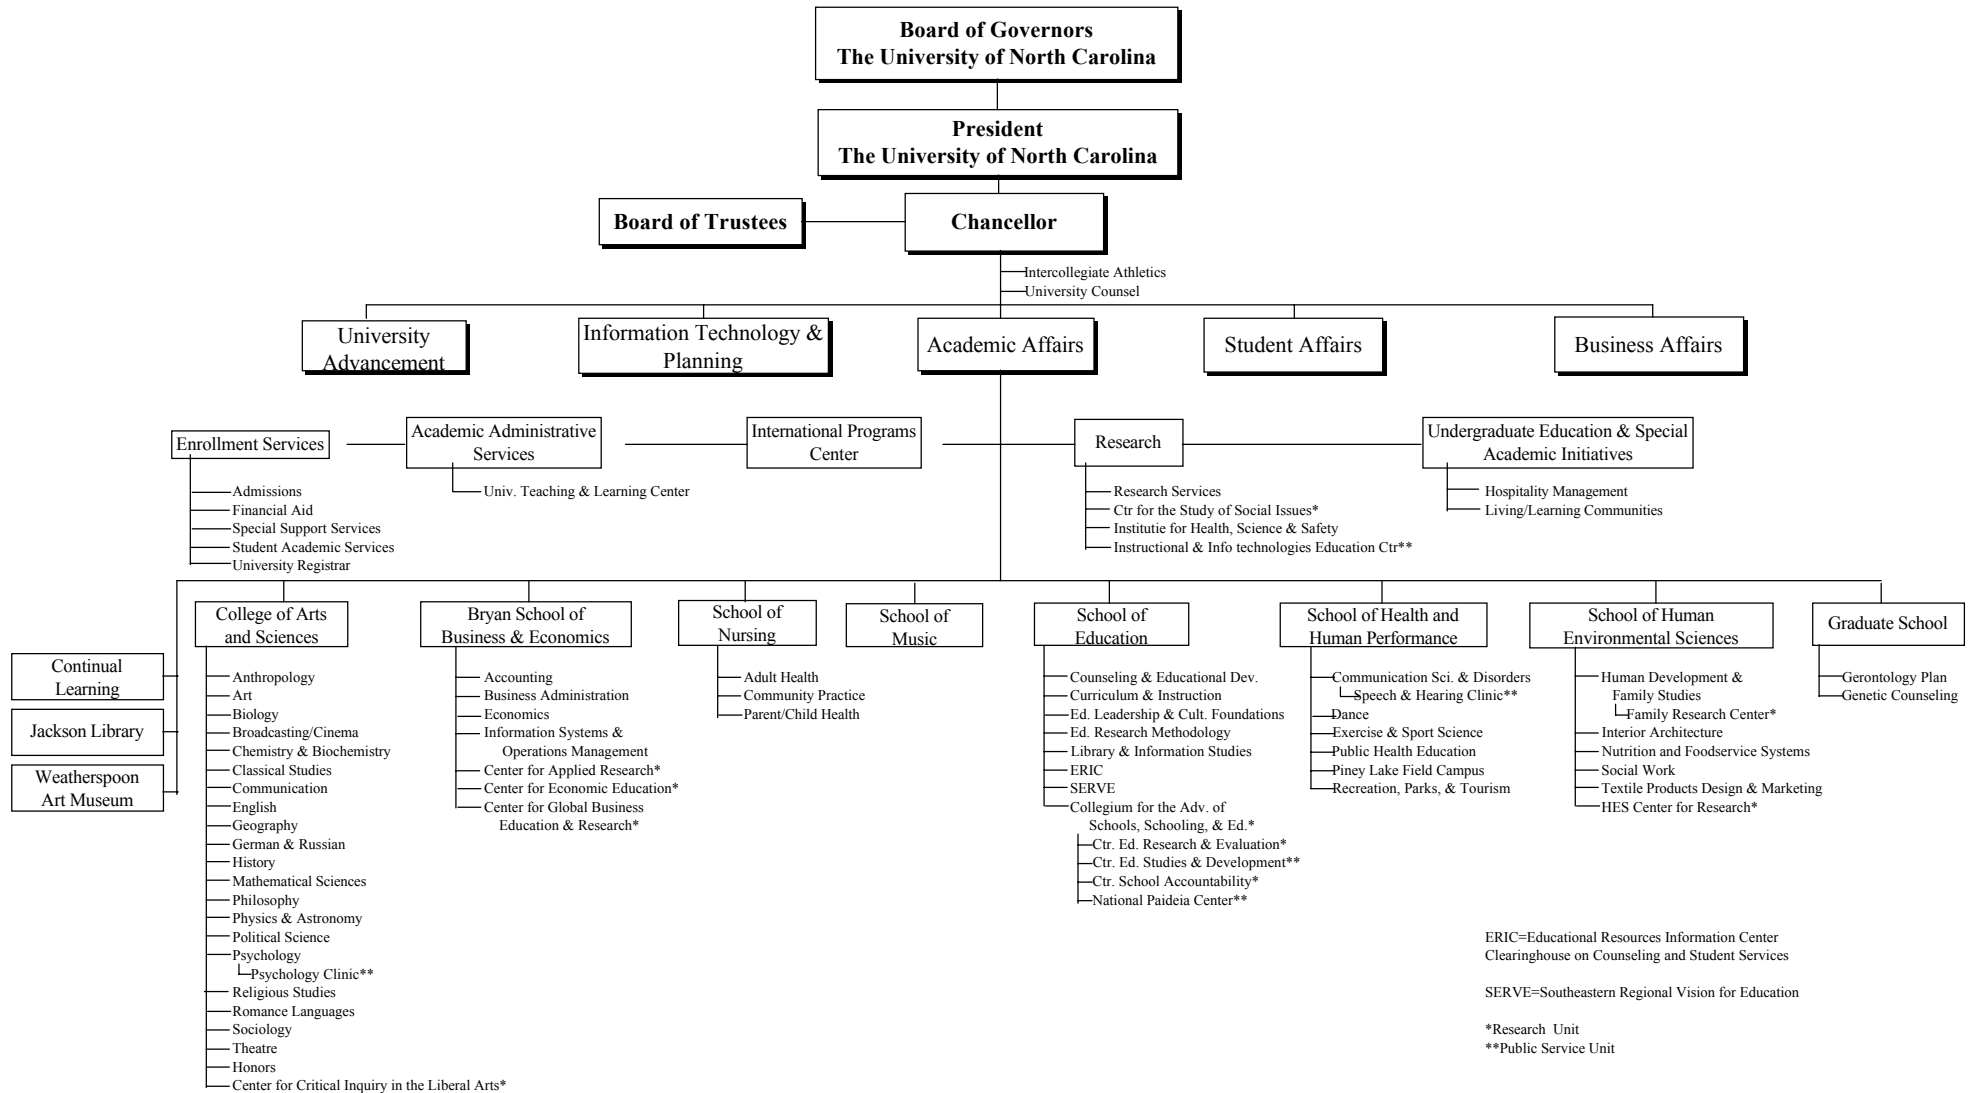 Board of Governors
The University of North Carolina
President
The University of North Carolina
Board of Trustees
Chancellor
Intercollegiate Athletics
University Counsel
University
Advancement
Information Technology &
Planning
Academic Affairs
Student Affairs
Business Affairs
Enrollment Services
Academic Administrative
Services
International Programs
Center
Research
Undergraduate Education & Special
Academic Initiatives
Admissions
Financial Aid
Special Support Services
Student Academic Services
University Registrar
Univ. Teaching & Learning Center
Research Services
Ctr for the Study of Social Issues*
Institutie for Health, Science & Safety
Instructional & Info technologies Education Ctr**
Hospitality Management
Living/Learning Communities
Continual
Learning
Jackson Library
Weatherspoon
Art Museum
College of Arts
and Sciences
Anthropology
Art
Biology
Broadcasting/Cinema
Chemistry & Biochemistry
Classical Studies
Communication
English
Geography
German & Russian
History
Mathematical Sciences
Philosophy
Physics & Astronomy
Political Science
Psychology
Psychology Clinic**
Religious Studies
Romance Languages
Sociology
Theatre
Honors
Center for Critical Inquiry in the Liberal Arts*
Bryan School of
Business & Economics
Accounting
Business Administration
Economics
Information Systems &
Operations Management
Center for Applied Research*
Center for Economic Education*
Center for Global Business
Education & Research*
School of
Nursing
Adult Health
Community Practice
Parent/Child Health
School of
Music
School of
Education
Counseling & Educational Dev.
Curriculum & Instruction
Ed. Leadership & Cult. Foundations
Ed. Research Methodology
Library & Information Studies
ERIC
SERVE
Collegium for the Adv. of
Schools, Schooling, & Ed.*
Ctr. Ed. Research & Evaluation*
Ctr. Ed. Studies & Development**
Ctr. School Accountability*
National Paideia Center**
School of Health and
Human Performance
Communication Sci. & Disorders
Speech & Hearing Clinic**
Dance
Exercise & Sport Science
Public Health Education
Piney Lake Field Campus
Recreation, Parks, & Tourism
School of Human
Environmental Sciences
Human Development &
Family Studies
Family Research Center*
Interior Architecture
Nutrition and Foodservice Systems
Social Work
Textile Products Design & Marketing
HES Center for Research*
Graduate School
Gerontology Plan
Genetic Counseling
ERIC=Educational Resources Information Center
Clearinghouse on Counseling and Student Services
SERVE=Southeastern Regional Vision for Education
*Research Unit
**Public Service Unit